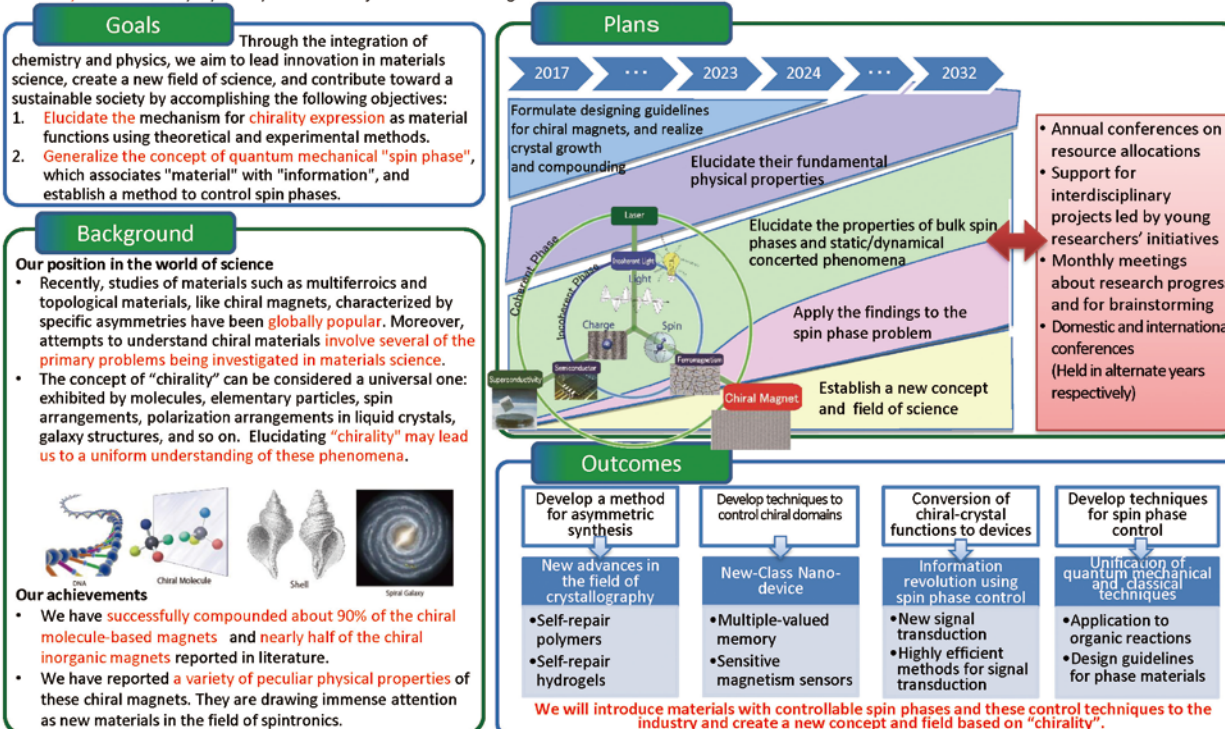 Goals
Through the integration of
chemistry and physics, we aim to lead innovation in materials
science, create a new field of science, and contribute toward a
sustainable society by accomplishing the following objectives:
1. Elucidate the mechanism for chirality expression as material
functions using theoretical and experimental methods.
2. Generalize the concept of quantum mechanical "spin phase",
which associates "material" with "information", and
establish a method to control spin phases.
Background
Our position in the world of science
• Recently, studies of materials such as multiferroics and
topological materials, like chiral magnets, characterized by
specific asymmetries have been globally popular. Moreover,
attempts to understand chiral materials involve several of the
primary problems being investigated in materials science.
• The concept of “chirality” can be considered a universal one:
exhibited by molecules, elementary particles, spin
arrangements, polarization arrangements in liquid crystals,
galaxy structures, and so on. Elucidating “chirality” may lead
us to a uniform understanding of these phenomena.
DNA
Chiral Molecule
Shell
Spiral Galaxy
Our achievements
• We have successfully compounded about 90% of the chiral
molecule-based magnets and nearly half of the chiral
inorganic magnets reported in literature.
• We have reported a variety of peculiar physical properties of
these chiral magnets. They are drawing immense attention
as new materials in the field of spintronics.
Plans
2017 ... 2023 2024 ... 2032
Formulate designing guidelines
for chiral magnets, and realize
crystal growth
and compounding
Elucidate their fundamental
physical properties
Elucidate the properties of bulk spin
phases and static/dynamical
concerted phenomena
Apply the findings to the
spin phase problem
Establish a new concept
and field of science
Coherent Phase
Incoherent Phase
Laser
Incoherent Light
Light
Charge
Spin
Superconductivity
Semiconductor
Ferromagnetism
Chiral Magnet
• Annual conferences on
resource allocations
• Support for
interdisciplinary
projects led by young
researchers’ initiatives
• Monthly meetings
about research progres
and for brainstorming
• Domestic and internationa
conferences
(Held in alternate years
respectively)
Outcomes
Develop a method
for asymmetric
synthesis
New advances in
the field of
crystallography
•Self-repair
polymers
•Self-repair
hydrogels
Develop techniques to
control chiral domains
New-Class Nano-
device
•Multiple-valued
memory
•Sensitive
magnetism sensors
Conversion of
chiral-crystal
functions to devices
Information
revolution using
spin phase control
•New signal
transduction
•Highly efficient
methods for signal
transduction
Develop techniques
for spin phase
control
Unification of
quantum mechanical
and classical
techniques
•Application to
organic reactions
•Design guidelines
for phase materials
We will introduce materials with controllable spin phases and these control techniques to the
industry and create a new concept and field based on “chirality”.